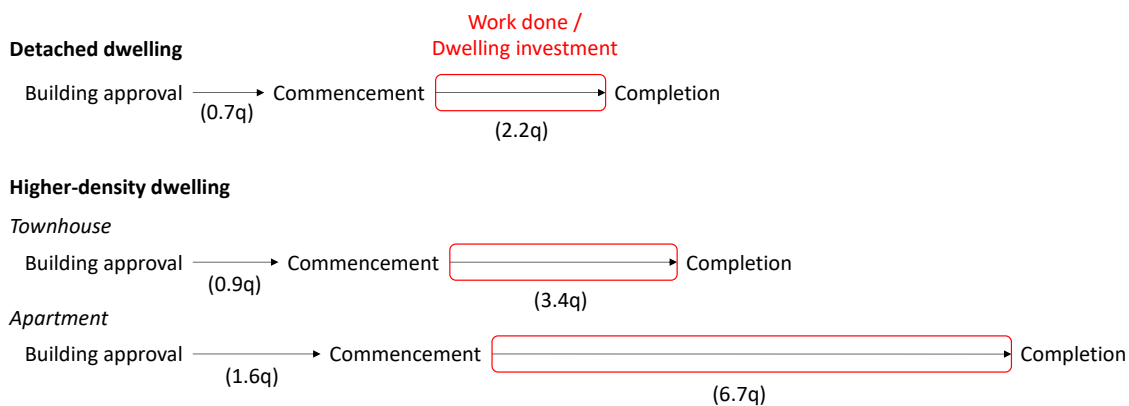 Work done /
Dwelling investment
Detached dwelling
Building approval Commencement Completion
(0.7q) (2.2q)
Higher-density dwelling
Townhouse
Building approval Commencement Completion
(0.9q) (3.4q)
Apartment
Building approval Commencement Completion
(1.6q) (6.7q)